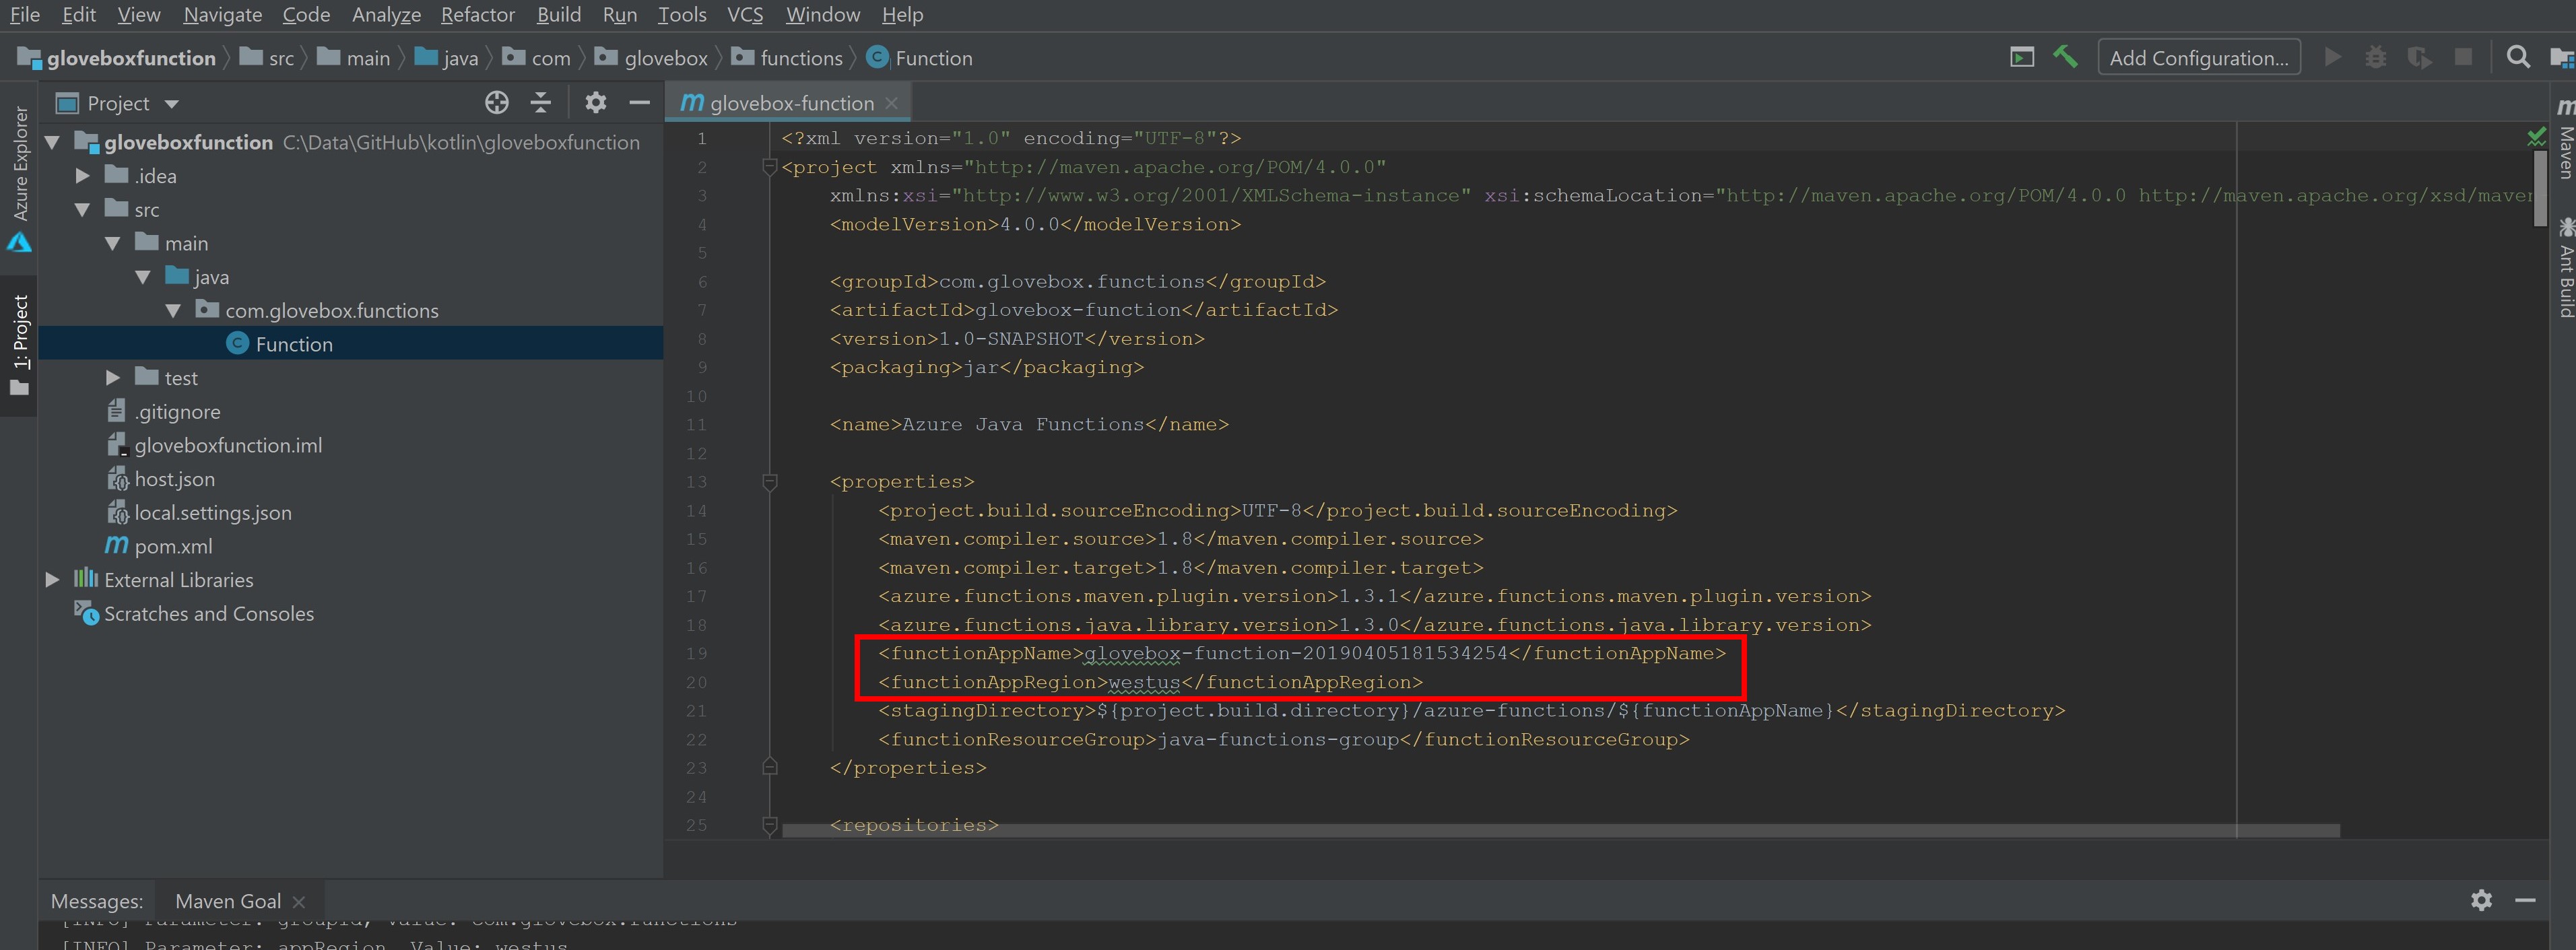 File Edit View Navigate Code Analyze Refactor Build Run Tools VCS Window Help
gloveboxfunction src main java com glovebox functions Function Add Configuration...
Project
glovebox-function
Azure Explorer
1: Project
gloveboxfunction C:\Data\GitHub\kotlin\gloveboxfunction
.idea
src
main
java
com.glovebox.functions
Function
test
.gitignore
gloveboxfunction.iml
host.json
local.settings.json
pom.xml
External Libraries
Scratches and Consoles
1 <?xml version="1.0" encoding="UTF-8"?>
2 <project xmlns="http://maven.apache.org/POM/4.0.0"
3 xmlns:xsi="http://www.w3.org/2001/XMLSchema-instance" xsi:schemaLocation="http://maven.apache.org/POM/4.0.0 http://maven.apache.org/xsd/maven
4 <modelVersion>4.0.0</modelVersion>
5
6 <groupId>com.glovebox.functions</groupId>
7 <artifactId>glovebox-function</artifactId>
8 <version>1.0-SNAPSHOT</version>
9 <packaging>jar</packaging>
10
11 <name>Azure Java Functions</name>
12
13 <properties>
14 <project.build.sourceEncoding>UTF-8</project.build.sourceEncoding>
15 <maven.compiler.source>1.8</maven.compiler.source>
16 <maven.compiler.target>1.8</maven.compiler.target>
17 <azure.functions.maven.plugin.version>1.3.1</azure.functions.maven.plugin.version>
18 <azure.functions.java.library.version>1.3.0</azure.functions.java.library.version>
19 <functionAppName>glovebox-function-20190405181534254</functionAppName>
20 <functionAppRegion>westus</functionAppRegion>
21 <stagingDirectory>${project.build.directory}/azure-functions/${functionAppName}</stagingDirectory>
22 <functionResourceGroup>java-functions-group</functionResourceGroup>
23 </properties>
24
25 <repositories>
Maven
Ant Build
Messages: Maven Goal
[INFO] Parameter: groupId, Value: com.glovebox.functions
[INFO] Parameter: appRegion, Value: westus